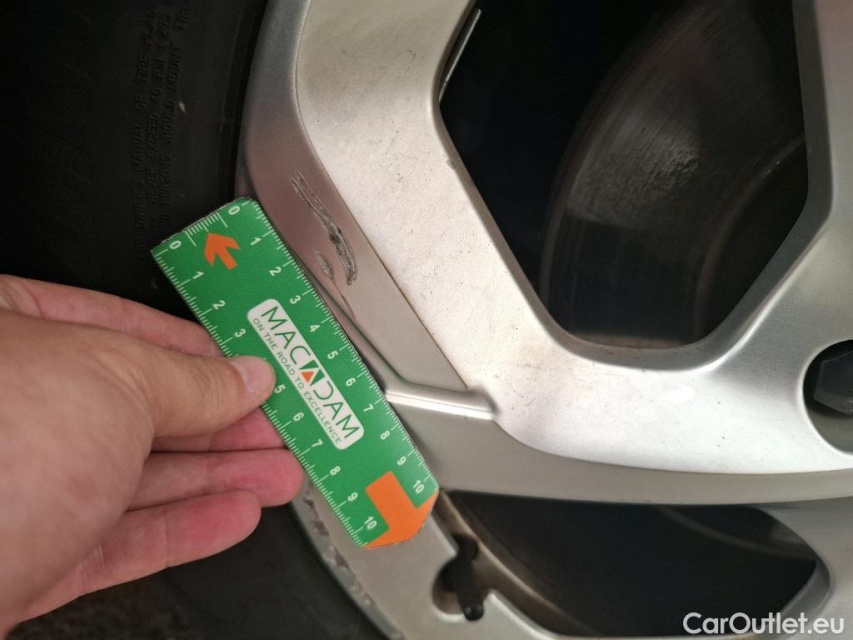 0 1 2 3 4 5 6 7 8 9 10
MACADAM
ON THE ROAD TO EXCELLENCE
0 1 2 3 5 6 7 8 9 10
CarOutlet.eu